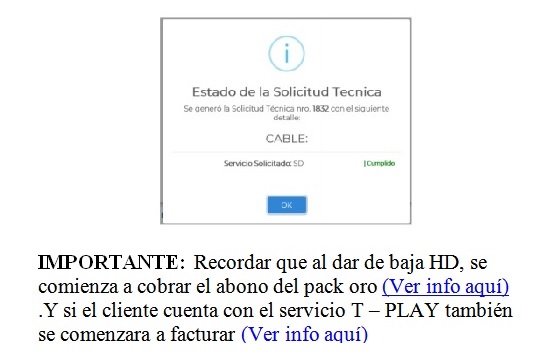 Estado de la Solicitud Tecnica
Se generó la Solicitud Técnica nro. 1832 con el siguiente
detalle:
CABLE:
Servicio Solicitado: SD |Cumplido
OK
IMPORTANTE: Recordar que al dar de baja HD, se
comienza a cobrar el abono del pack oro (Ver info aquí)
.Y si el cliente cuenta con el servicio T – PLAY también
se comenzara a facturar (Ver info aquí)